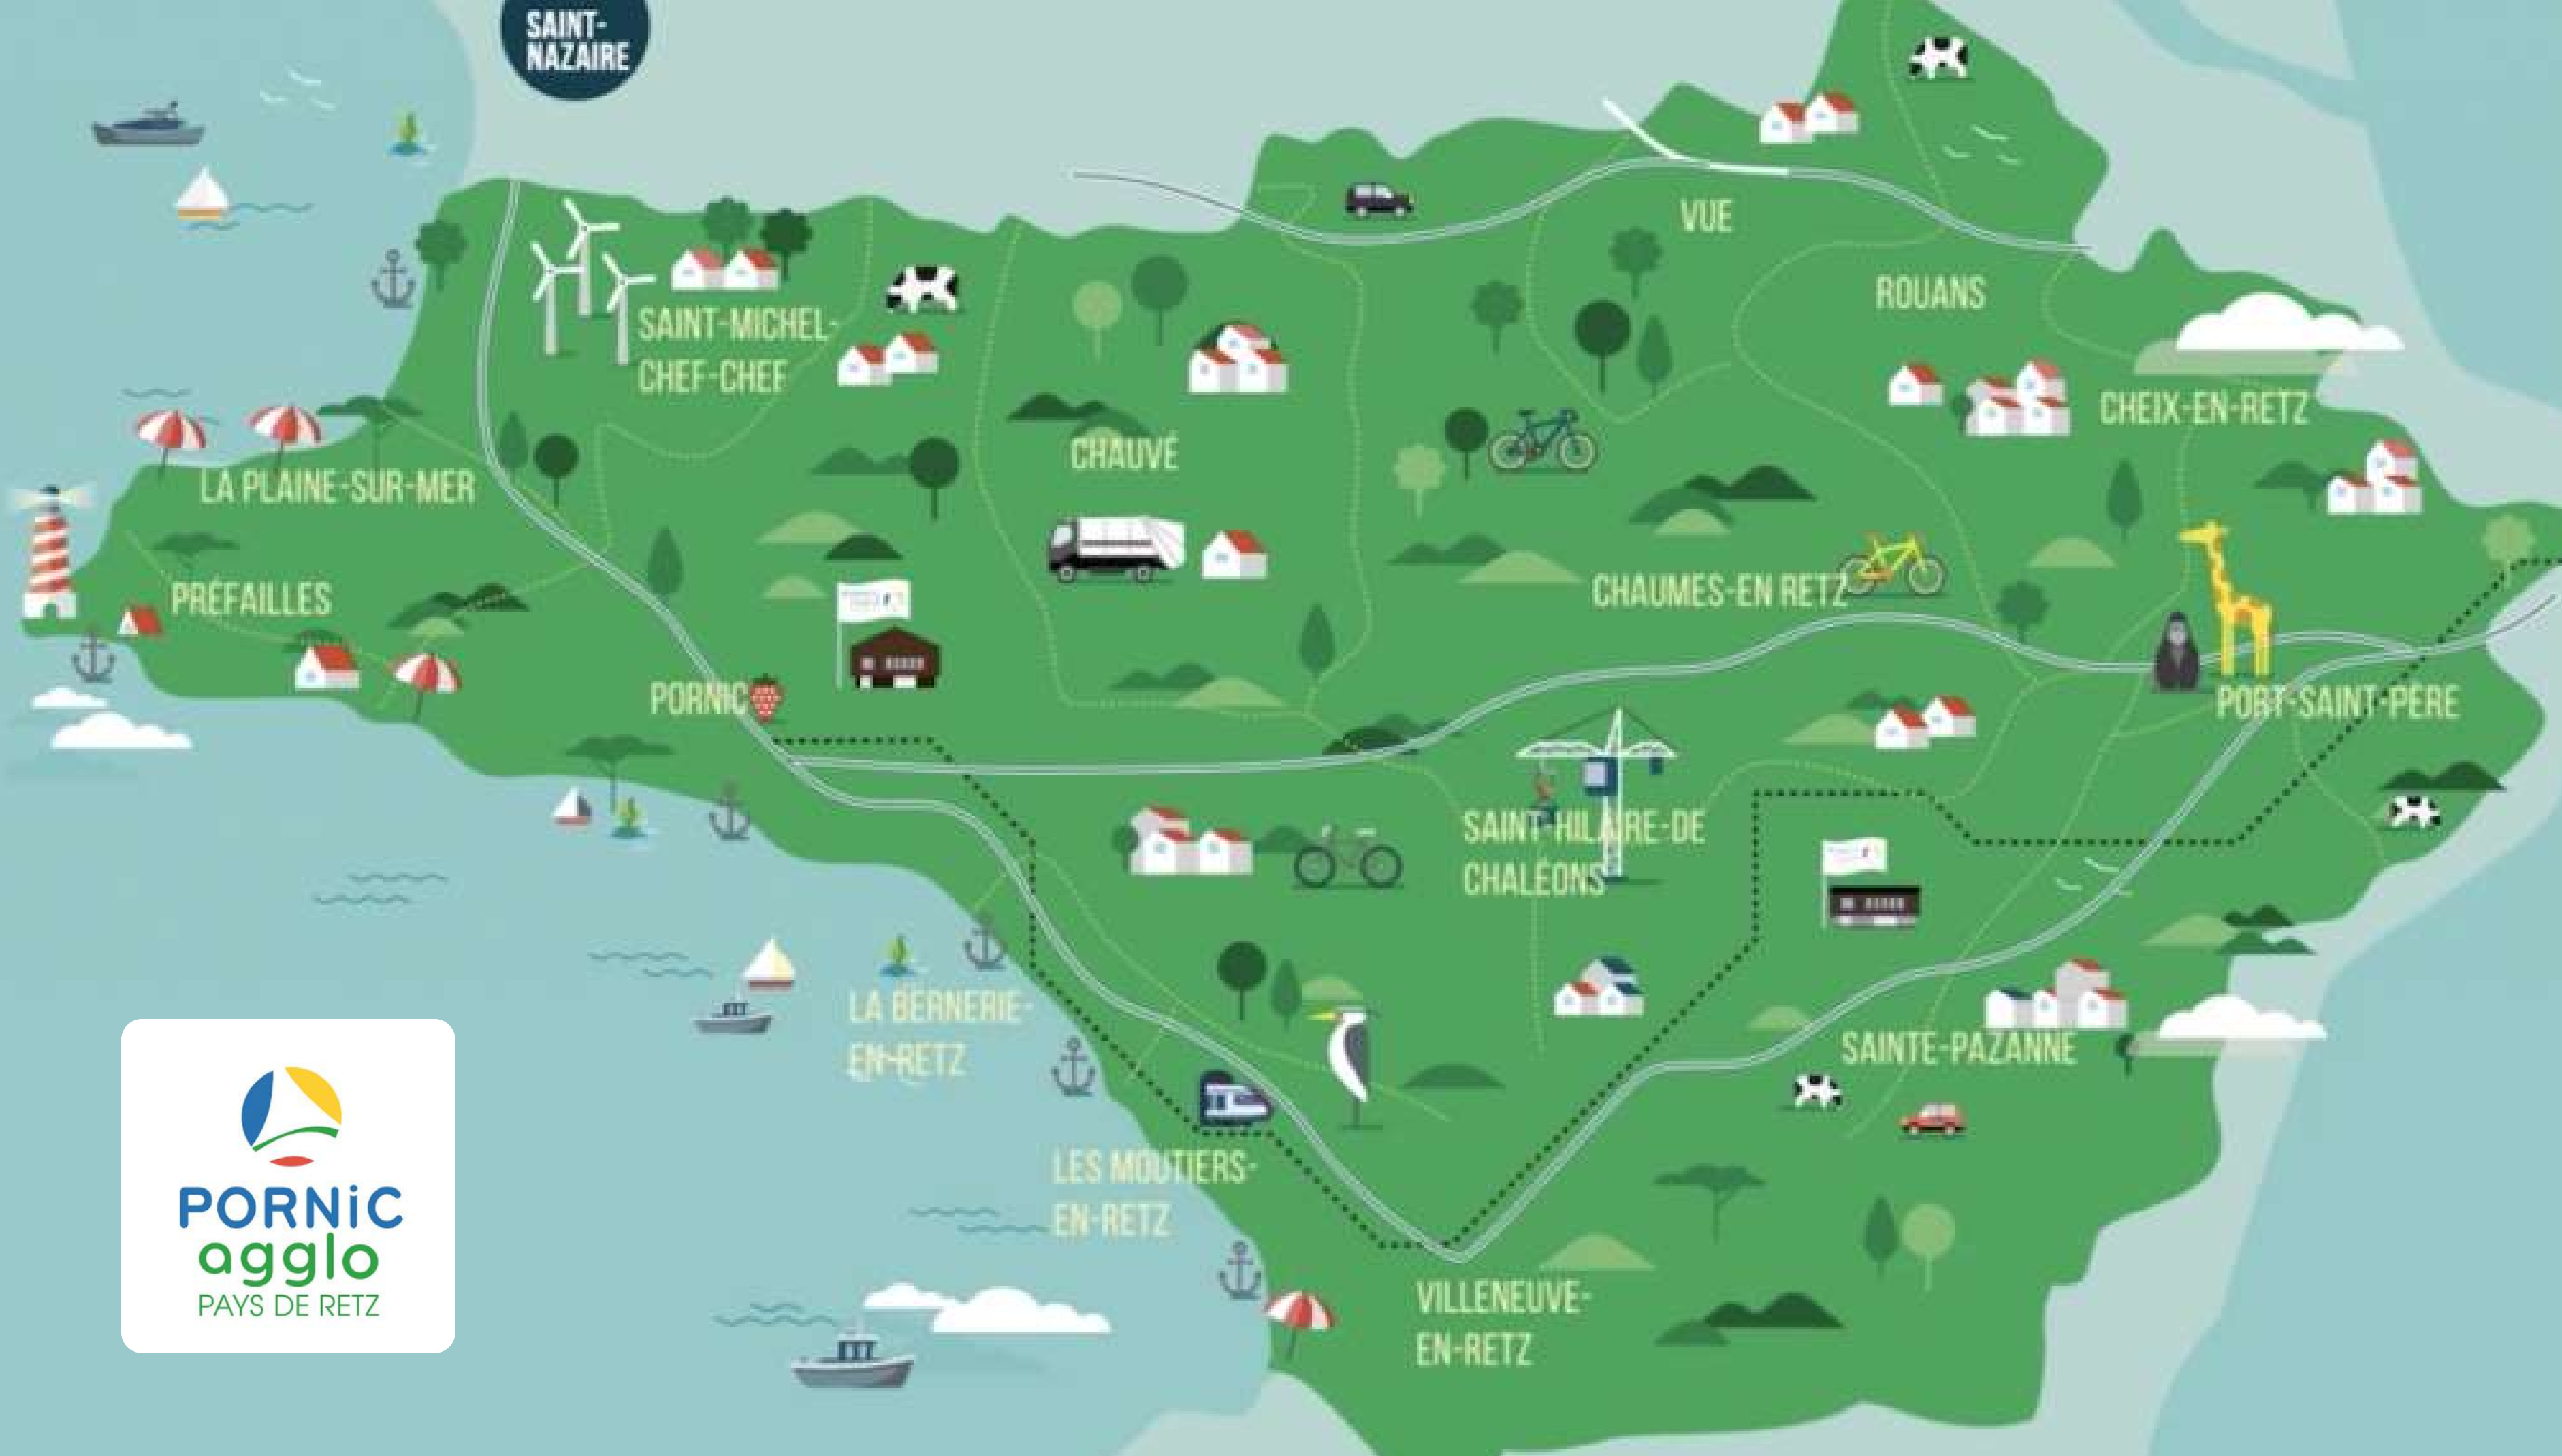 SAINT-
NAZAIRE
VUE
ROUANS
SAINT-MICHEL-
CHEF-CHEF
CHEIX-EN-RETZ
CHAUVÉ
LA PLAINE-SUR-MER
PRÉFAILLES
CHAUMES-EN RETZ
PORNIC
PORT-SAINT-PÈRE
SAINT-HILAIRE-DE
CHALÉONS
LA BERNERIE-
EN-RETZ
SAINTE-PAZANNE
LES MOUTIERS-
EN-RETZ
VILLENEUVE-
EN-RETZ
PORNiC
agglo
PAYS DE RETZ